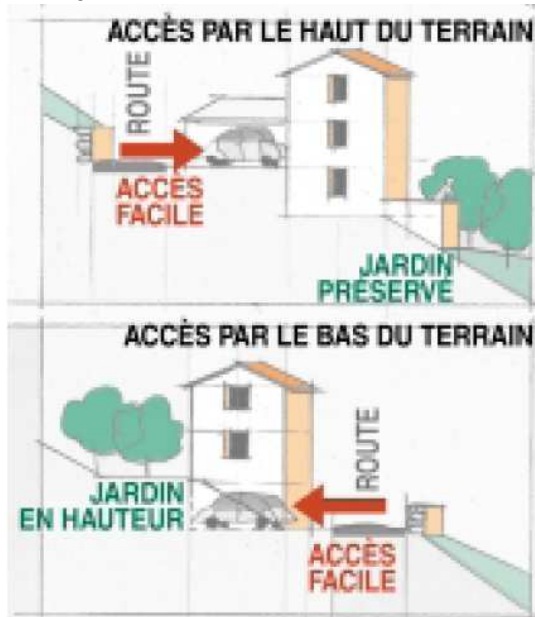 ACCÈS PAR LE HAUT DU TERRAIN
ROUTE
ACCÈS
FACILE
JARDIN
PRÉSERVÉ
ACCÈS PAR LE BAS DU TERRAIN
ROUTE
JARDIN
EN HAUTEUR
ACCÈS
FACILE